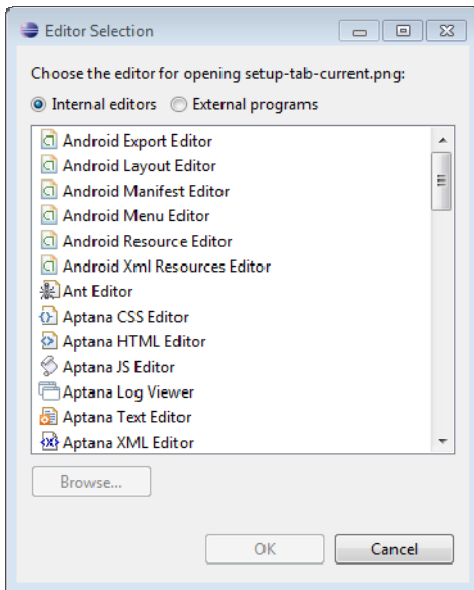 Editor Selection
Choose the editor for opening setup-tab-current.png:
Internal editors External programs
Android Export Editor
Android Layout Editor
Android Manifest Editor
Android Menu Editor
Android Resource Editor
Android Xml Resources Editor
Ant Editor
Aptana CSS Editor
Aptana HTML Editor
Aptana JS Editor
Aptana Log Viewer
Aptana Text Editor
Aptana XML Editor
Browse...
OK Cancel